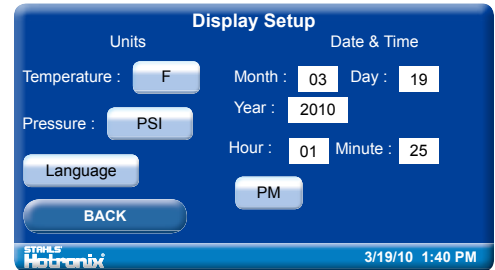 Display Setup
Units
Date & Time
Temperature : F
Month : 03 Day : 19
Year : 2010
Pressure : PSI
Hour : 01 Minute : 25
Language
PM
BACK
STAHLS'
Hotronix
3/19/10 1:40 PM